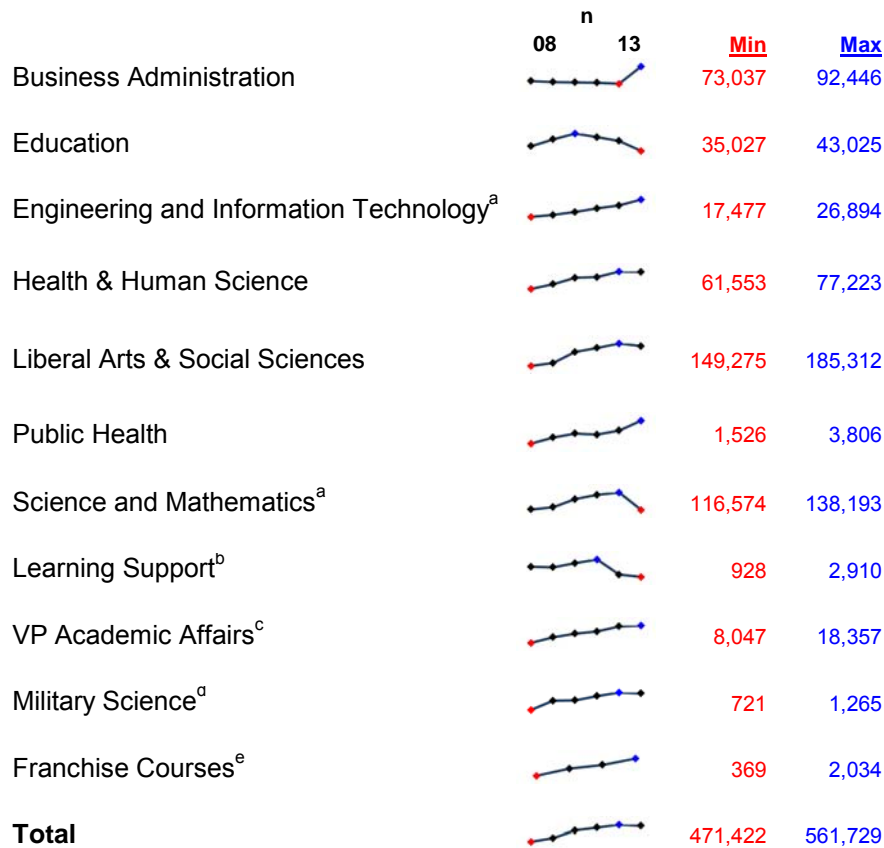 n
08 13 Min Max
Business Administration 73,037 92,446
Education 35,027 43,025
Engineering and Information Technologyᵃ 17,477 26,894
Health & Human Science 61,553 77,223
Liberal Arts & Social Sciences 149,275 185,312
Public Health 1,526 3,806
Science and Mathematicsᵃ 116,574 138,193
Learning Supportᵇ 928 2,910
VP Academic Affairsᶜ 8,047 18,357
Military Scienceᵈ 721 1,265
Franchise Coursesᵉ 369 2,034
Total 471,422 561,729